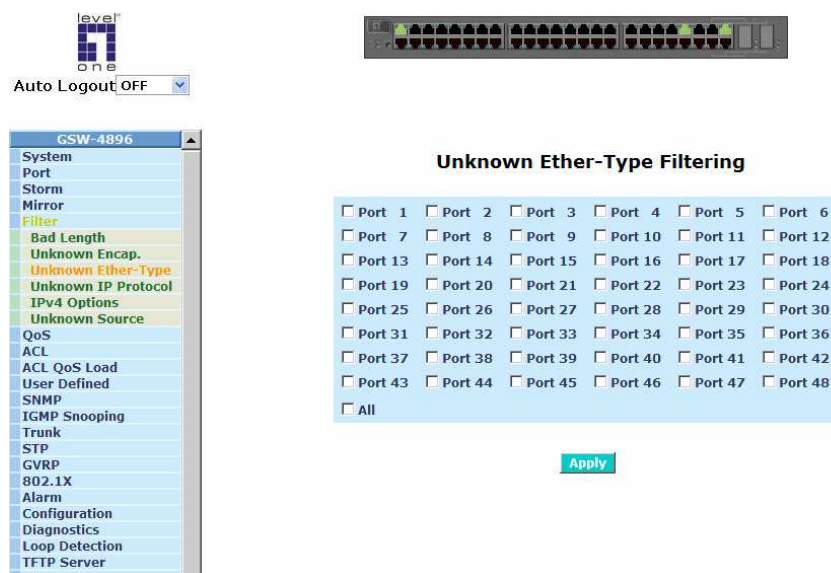 level
one
Auto Logout OFF
GSW-4896
System
Port
Storm
Mirror
Filter
Bad Length
Unknown Encap.
Unknown Ether-Type
Unknown IP Protocol
IPv4 Options
Unknown Source
QoS
ACL
ACL QoS Load
User Defined
SNMP
IGMP Snooping
Trunk
STP
GVRP
802.1X
Alarm
Configuration
Diagnostics
Loop Detection
TFTP Server
Unknown Ether-Type Filtering
Port 1 Port 2 Port 3 Port 4 Port 5 Port 6
Port 7 Port 8 Port 9 Port 10 Port 11 Port 12
Port 13 Port 14 Port 15 Port 16 Port 17 Port 18
Port 19 Port 20 Port 21 Port 22 Port 23 Port 24
Port 25 Port 26 Port 27 Port 28 Port 29 Port 30
Port 31 Port 32 Port 33 Port 34 Port 35 Port 36
Port 37 Port 38 Port 39 Port 40 Port 41 Port 42
Port 43 Port 44 Port 45 Port 46 Port 47 Port 48
All
Apply